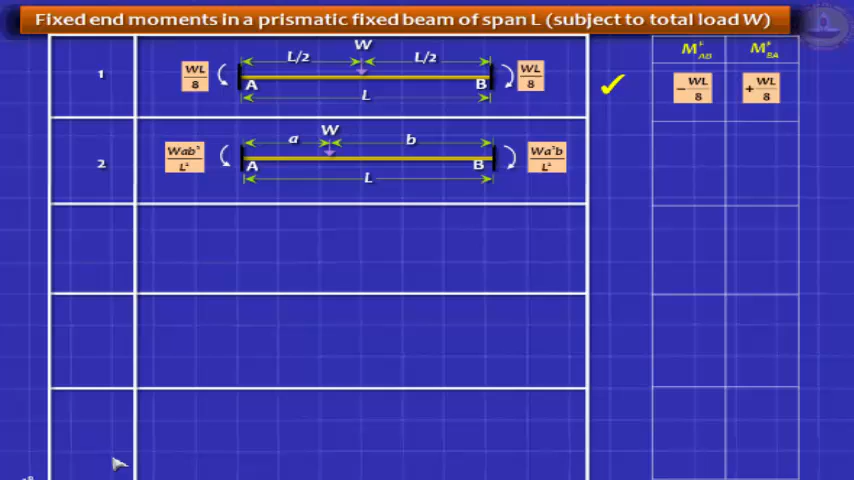 Fixed end moments in a prismatic fixed beam of span L (subject to total load W)
1
WL/8
L/2
W
L/2
A
B
L
WL/8
✓
M^F_AB
M^F_BA
-WL/8
+WL/8
2
Wab²/L²
a
W
b
A
B
L
Wa²b/L²